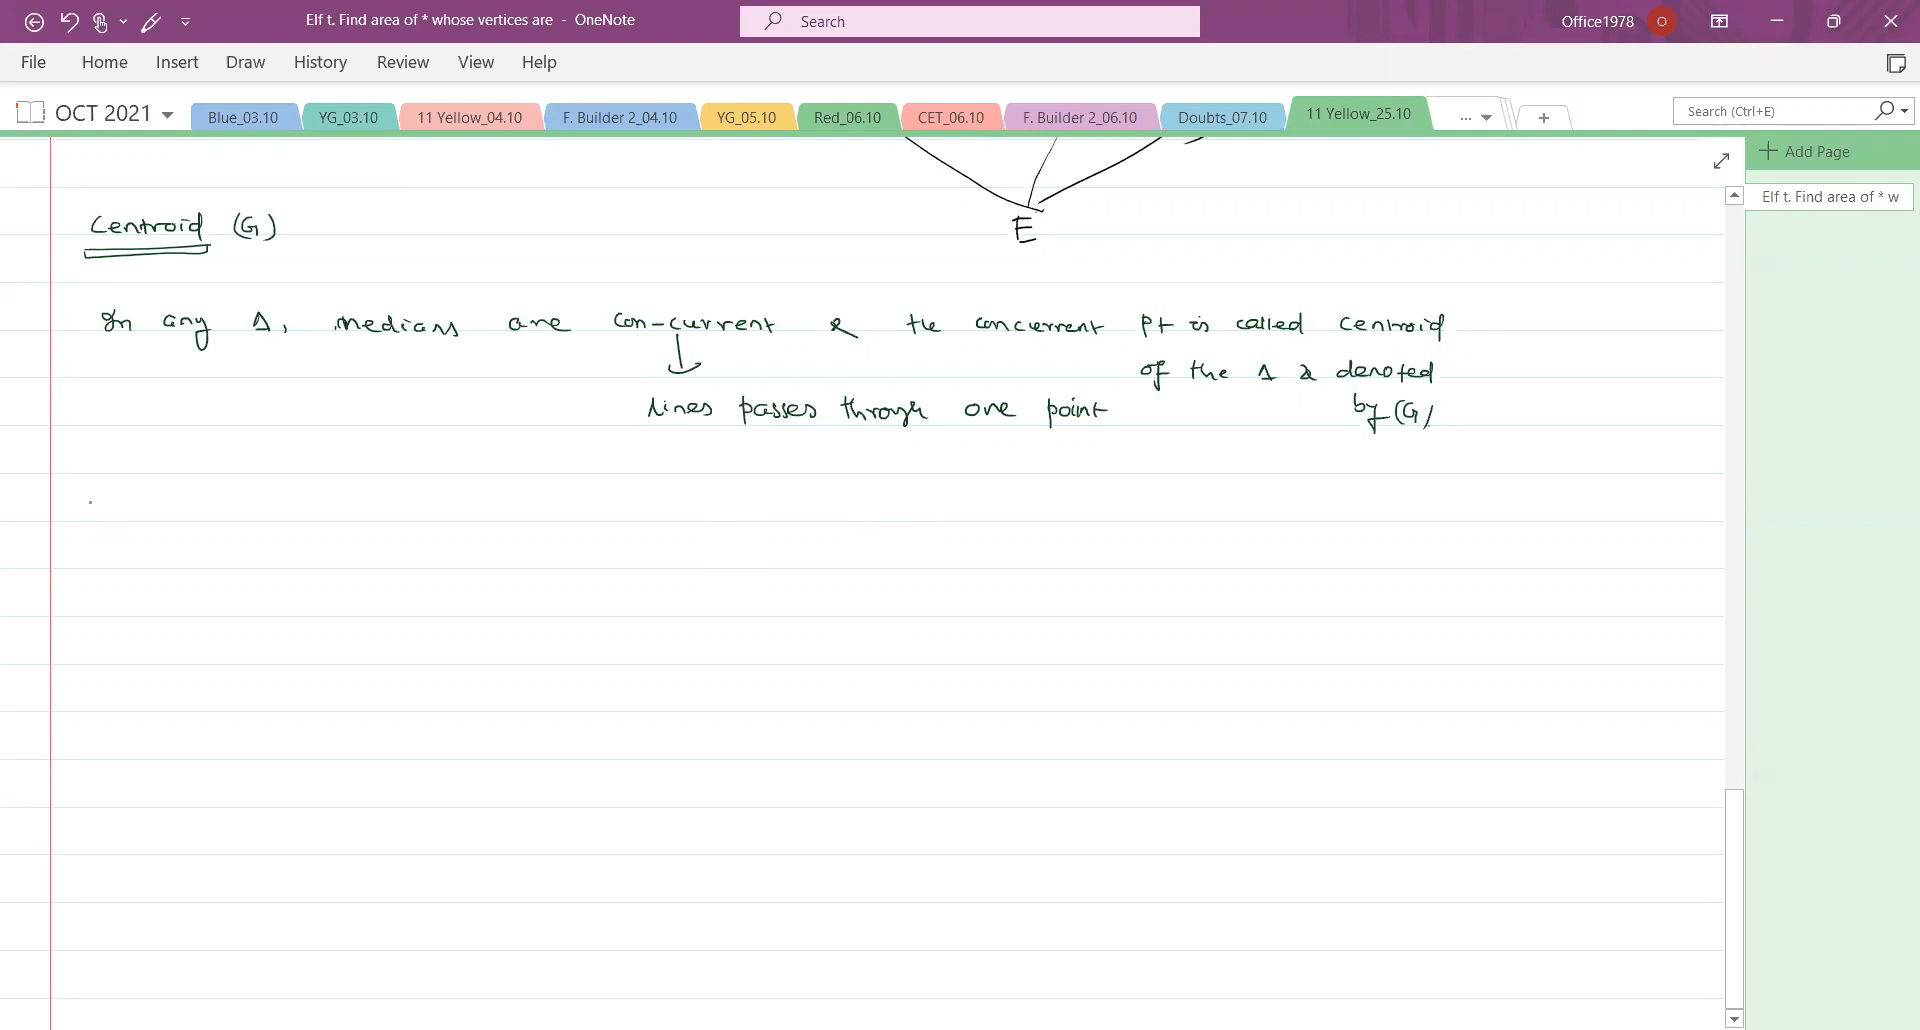 Elf t. Find area of * whose vertices are - OneNote
Search
Office1978
O
File Home Insert Draw History Review View Help
OCT 2021
Blue_03.10
YG_03.10
11 Yellow_04.10
F. Builder 2_04.10
YG_05.10
Red_06.10
CET_06.10
F. Builder 2_06.10
Doubts_07.10
11 Yellow_25.10
...
+
Search (Ctrl+E)
Add Page
Elf t. Find area of * w
E
Centroid (G)
In any Δ, medians are con-current & the concurrent pt is called centroid
of the Δ & denoted
by (G)
lines passes through one point